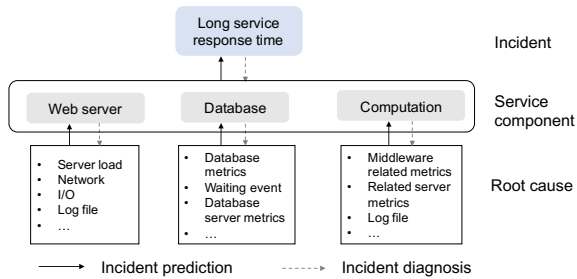 Long service
response time
Incident
Web server
Database
Computation
Service
component
• Server load
• Network
• I/O
• Log file
• ...
• Database
metrics
• Waiting event
• Database
server metrics
• ...
• Middleware
related metrics
• Related server
metrics
• Log file
• ...
Root cause
Incident prediction
Incident diagnosis